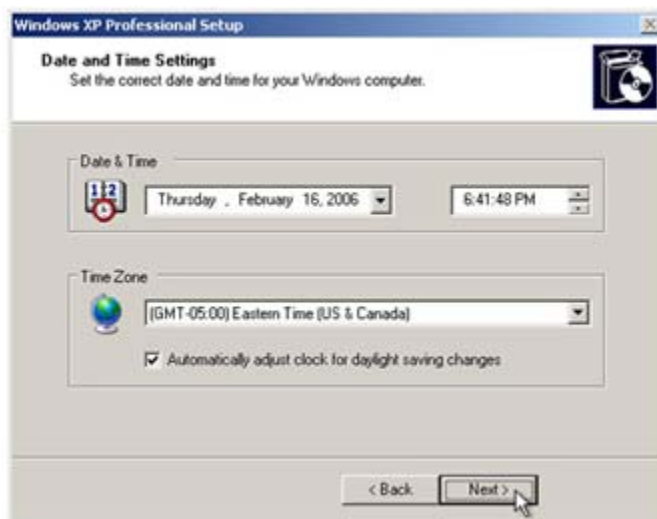 Windows XP Professional Setup
Date and Time Settings
Set the correct date and time for your Windows computer.
Date & Time
12
Thursday , February 16, 2006
6:41:48 PM
Time Zone
(GMT-05:00) Eastern Time (US & Canada)
Automatically adjust clock for daylight saving changes
< Back
Next >